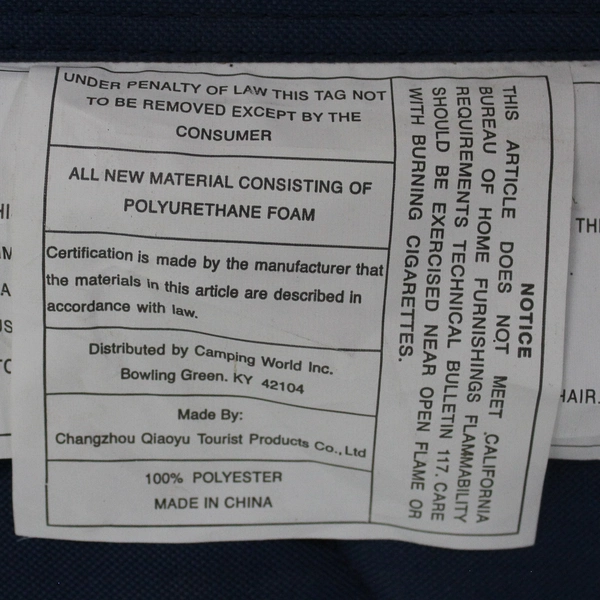 UNDER PENALTY OF LAW THIS TAG NOT
TO BE REMOVED EXCEPT BY THE
CONSUMER
ALL NEW MATERIAL CONSISTING OF
POLYURETHANE FOAM
Certification is made by the manufacturer that
the materials in this article are described in
accordance with law.
Distributed by Camping World Inc.
Bowling Green. KY 42104
Made By:
Changzhou Qiaoyu Tourist Products Co., Ltd
100% POLYESTER
MADE IN CHINA
NOTICE
THIS ARTICLE DOES NOT MEET CALIFORNIA
BUREAU OF HOME FURNISHINGS FLAMMABILITY
REQUIREMENTS TECHNICAL BULLETIN 117. CARE
SHOULD BE EXERCISED NEAR OPEN FLAME OR
WITH BURNING CIGARETTES.
HAIR.